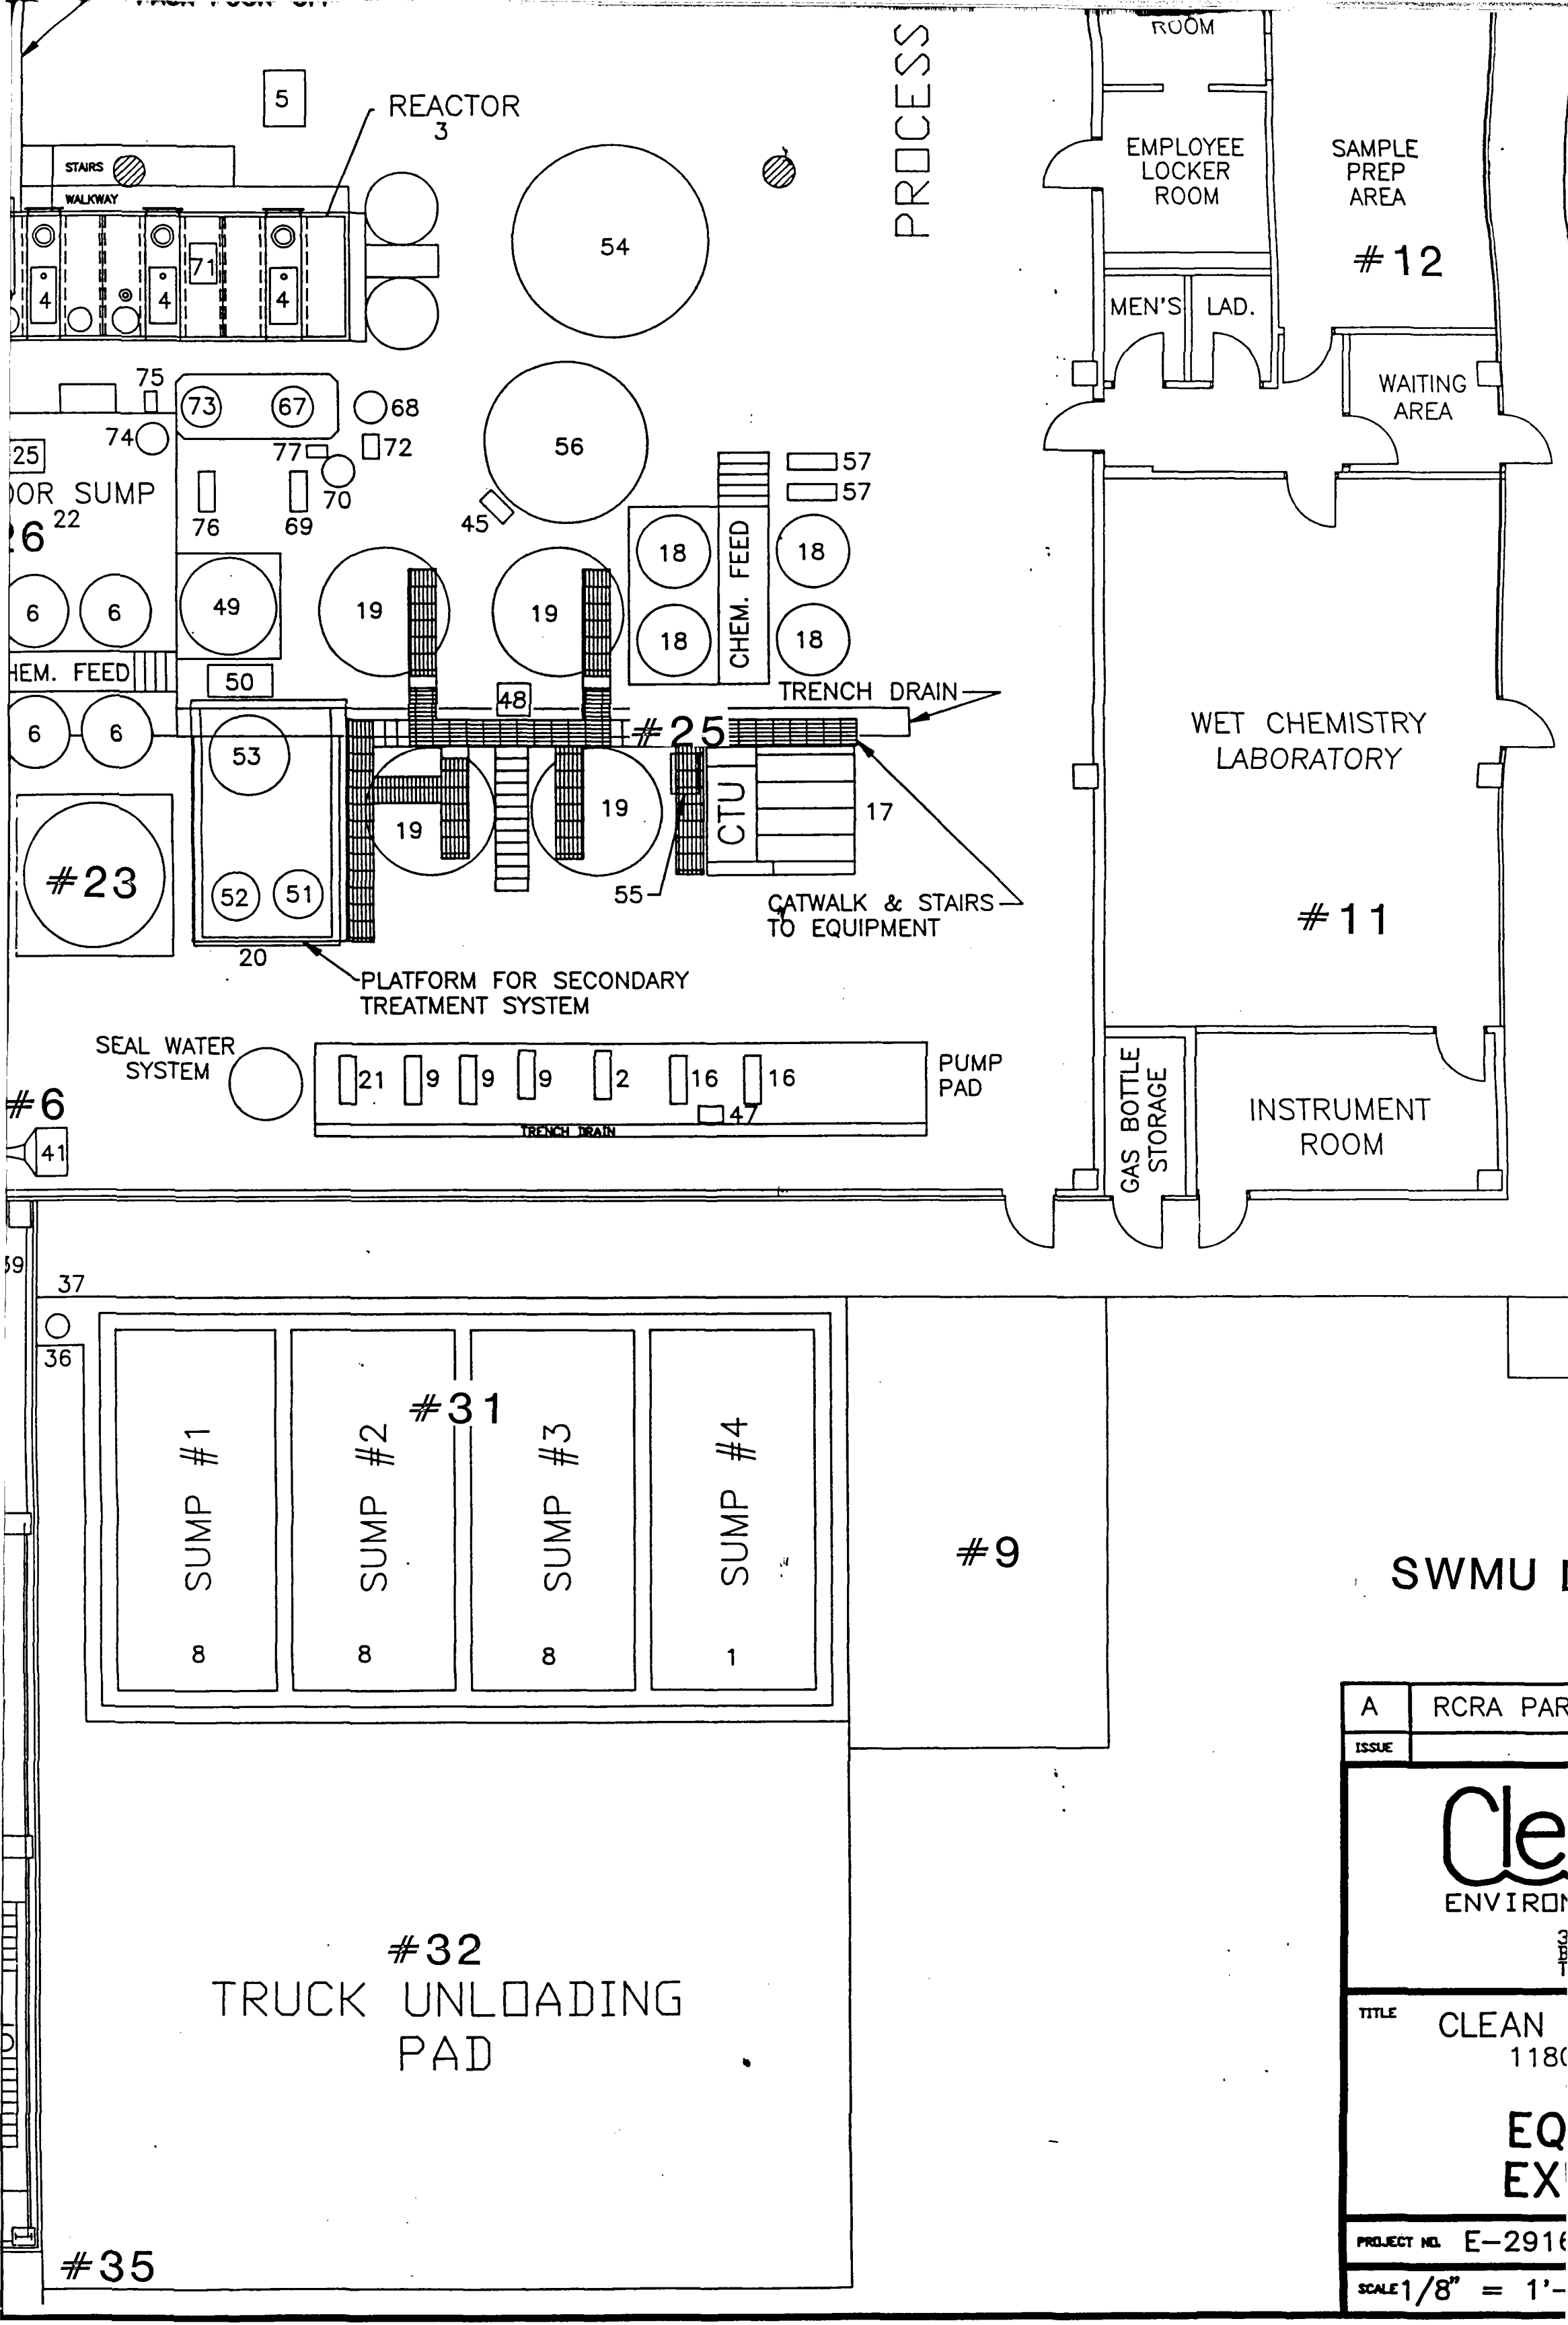 PROCESS
ROOM
5
REACTOR
3
STAIRS
WALKWAY
EMPLOYEE
LOCKER
ROOM
SAMPLE
PREP
AREA
#12
54
71
4
4
4
MEN'S
LAD.
WAITING
AREA
75
73
67
68
74
77
72
70
25
56
57
57
45
SUMP
22
76
69
18
18
18
18
CHEM. FEED
49
19
19
6
6
FEED
50
48
TRENCH DRAIN
#25
6
6
53
WET CHEMISTRY
LABORATORY
CTU
17
19
19
#23
52
51
55
CATWALK & STAIRS
TO EQUIPMENT
#11
20
PLATFORM FOR SECONDARY
TREATMENT SYSTEM
SEAL WATER
SYSTEM
21
9
9
9
2
16
16
47
PUMP
PAD
TRENCH DRAIN
#6
41
GAS BOTTLE
STORAGE
INSTRUMENT
ROOM
37
36
#31
SUMP #1
SUMP #2
SUMP #3
SUMP #4
8
8
8
1
#9
SWMU
A
RCRA
ISSUE
#32
TRUCK UNLOADING
PAD
TITLE
CLEAN
#35
PROJECT NO. E-2916
SCALE 1/8" = 1'-